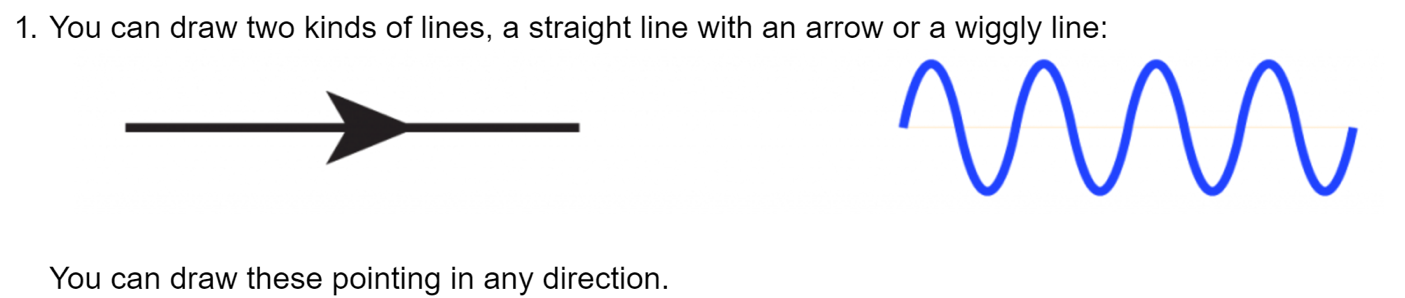 1. You can draw two kinds of lines, a straight line with an arrow or a wiggly line:
You can draw these pointing in any direction.